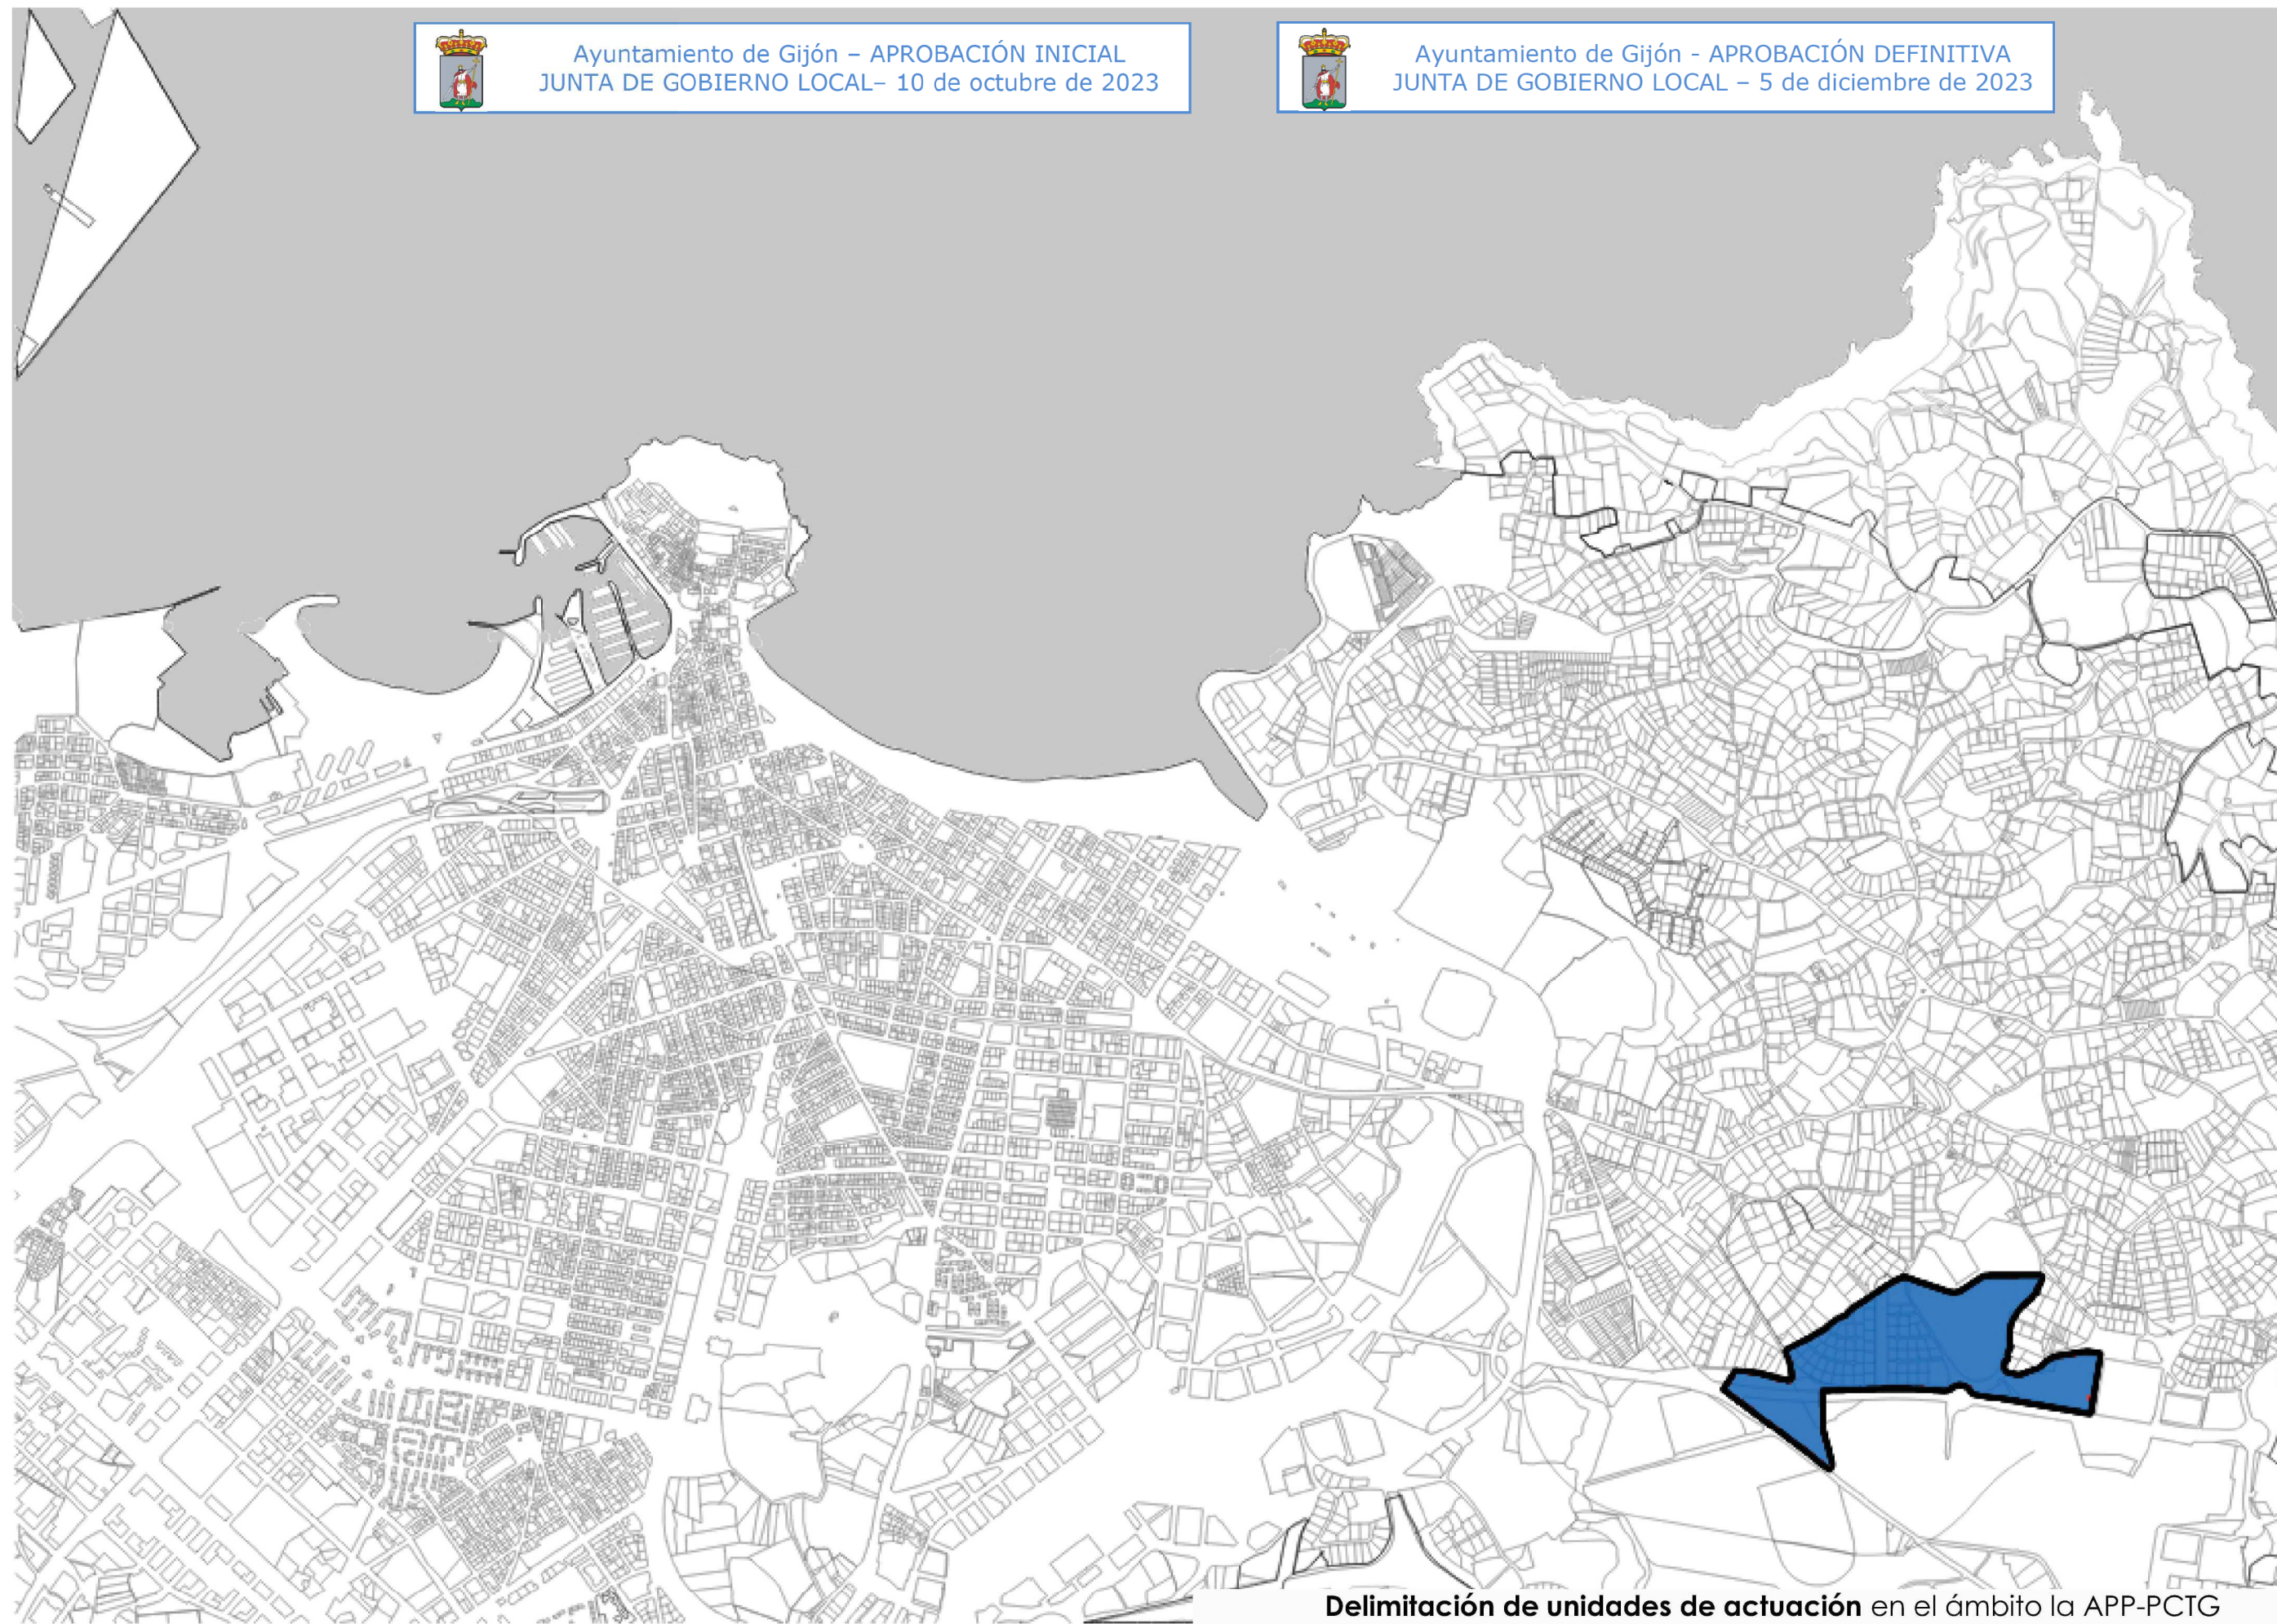 Ayuntamiento de Gijón – APROBACIÓN INICIAL
JUNTA DE GOBIERNO LOCAL– 10 de octubre de 2023
Ayuntamiento de Gijón - APROBACIÓN DEFINITIVA
JUNTA DE GOBIERNO LOCAL – 5 de diciembre de 2023
Delimitación de unidades de actuación en el ámbito la APP-PCTG